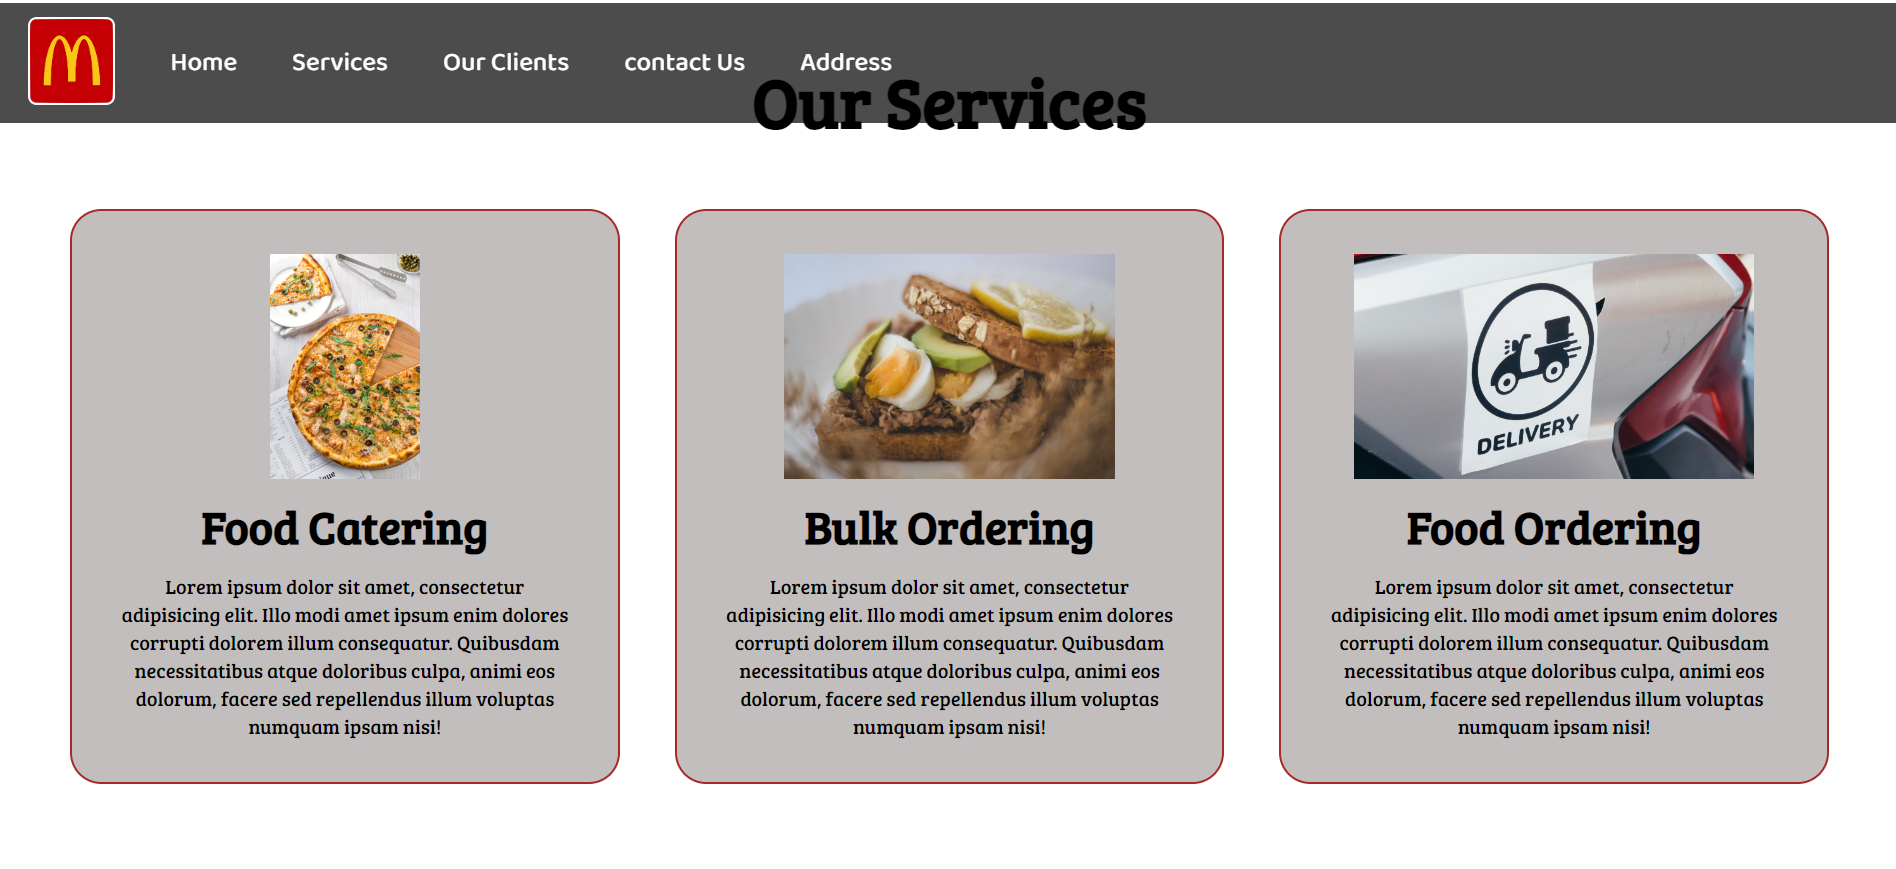 Home
Services
Our Clients
contact Us
Address
Our Services
DELIVERY
Food Catering
Lorem ipsum dolor sit amet, consectetur
adipisicing elit. Illo modi amet ipsum enim dolores
corrupti dolorem illum consequatur. Quibusdam
necessitatibus atque doloribus culpa, animi eos
dolorum, facere sed repellendus illum voluptas
numquam ipsam nisi!
Bulk Ordering
Lorem ipsum dolor sit amet, consectetur
adipisicing elit. Illo modi amet ipsum enim dolores
corrupti dolorem illum consequatur. Quibusdam
necessitatibus atque doloribus culpa, animi eos
dolorum, facere sed repellendus illum voluptas
numquam ipsam nisi!
Food Ordering
Lorem ipsum dolor sit amet, consectetur
adipisicing elit. Illo modi amet ipsum enim dolores
corrupti dolorem illum consequatur. Quibusdam
necessitatibus atque doloribus culpa, animi eos
dolorum, facere sed repellendus illum voluptas
numquam ipsam nisi!